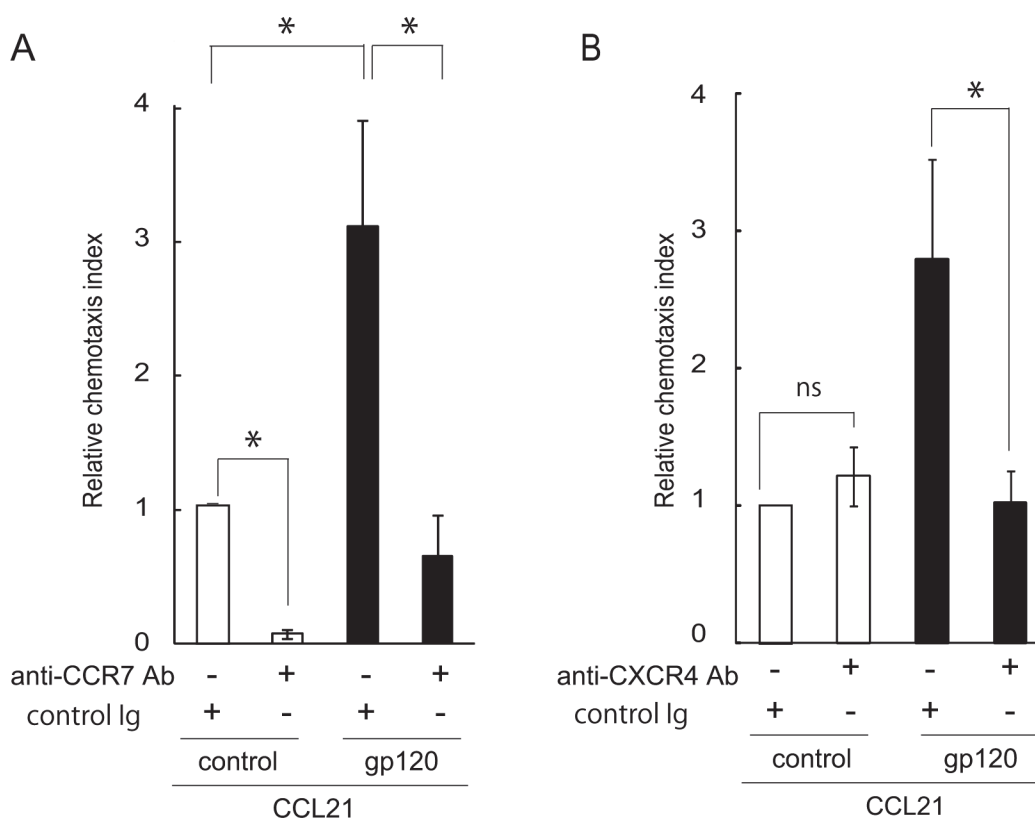 A
* *
4
3
2
1
0
Relative chemotaxis index
*
anti-CCR7 Ab - + - +
control Ig + - + -
control gp120
CCL21
B
*
4
3
2
1
0
Relative chemotaxis index
ns
anti-CXCR4 Ab - + - +
control Ig + - + -
control gp120
CCL21